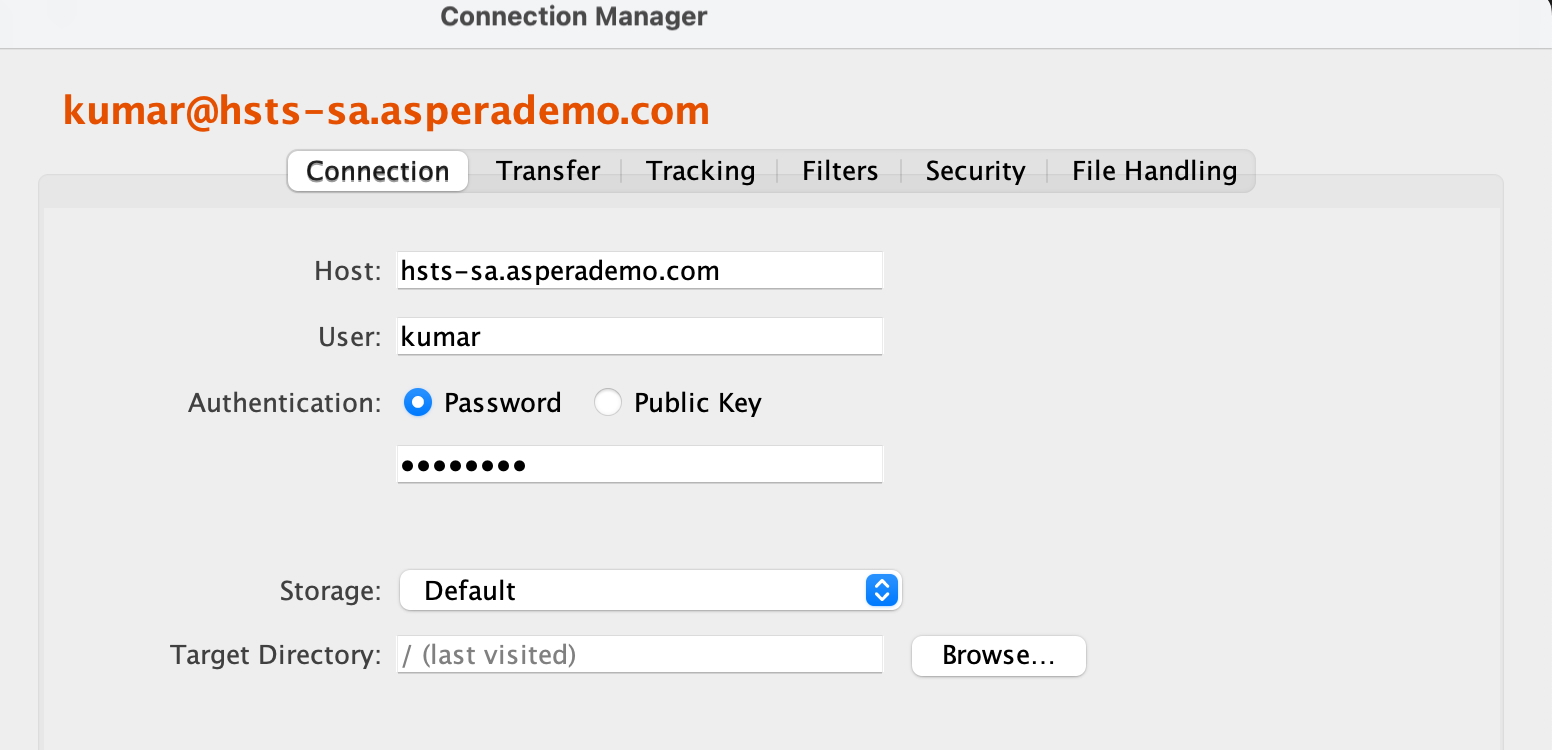 Connection Manager
kumar@hsts-sa.asperademo.com
Connection Transfer Tracking Filters Security File Handling
Host: hsts-sa.asperademo.com
User: kumar
Authentication: Password Public Key
••••••••
Storage: Default
Target Directory: / (last visited) Browse...